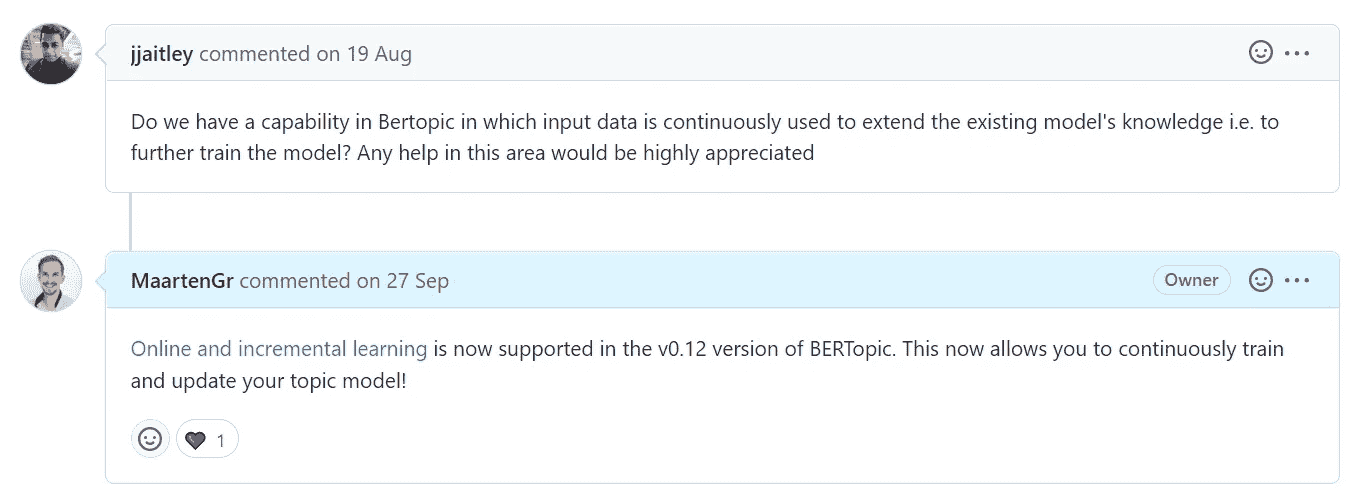 jjaitley commented on 19 Aug
Do we have a capability in Bertopic in which input data is continuously used to extend the existing model's knowledge i.e. to
further train the model? Any help in this area would be highly appreciated
MaartenGr commented on 27 Sep
Owner
Online and incremental learning is now supported in the v0.12 version of BERTopic. This now allows you to continuously train
and update your topic model!
1